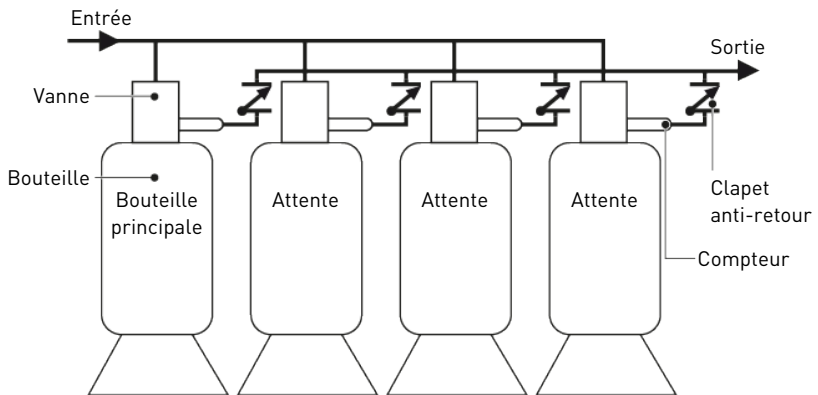 Entrée
Sortie
Vanne
Bouteille
Bouteille
principale
Attente
Attente
Attente
Clapet
anti-retour
Compteur